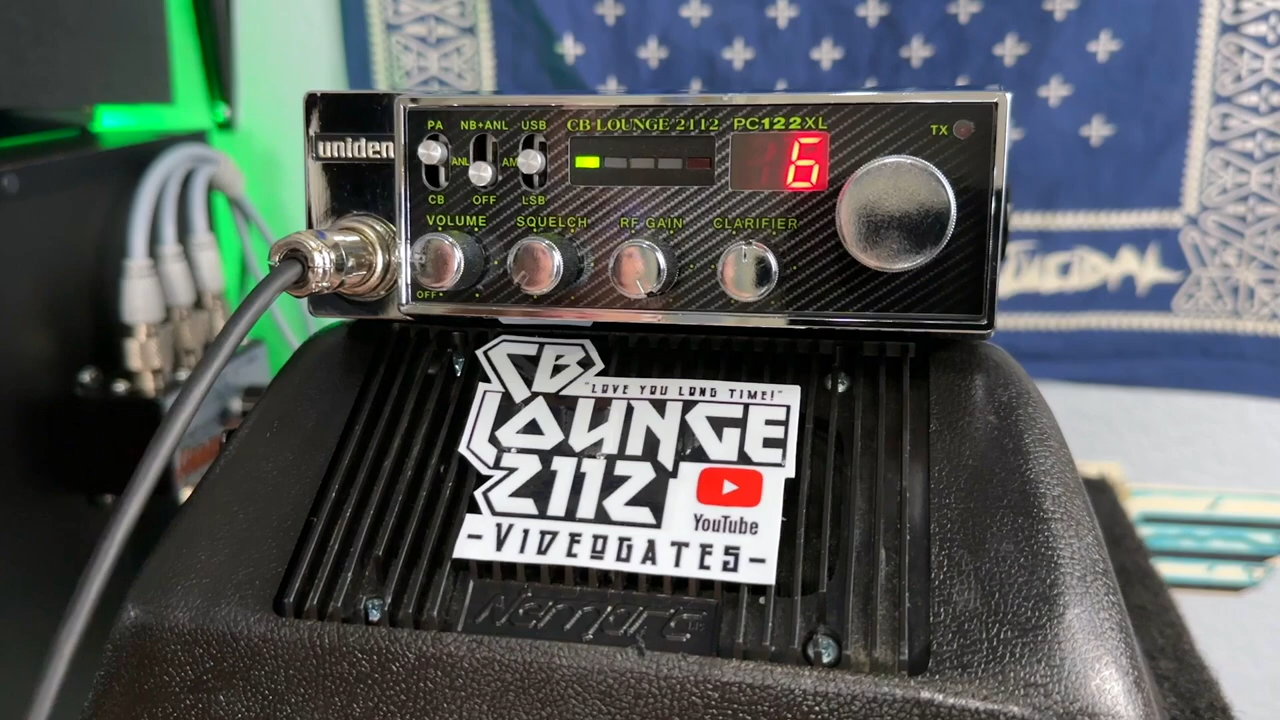 PA NB+ANL USB CB LOUNGE 2112 PC122XL
TX
uniden
ANL AM
6
CB OFF LSB
VOLUME SQUELCH RF GAIN CLARIFIER
OFF
CB
"LOVE YOU LONG TIME!"
LOUNGE
2112
YouTube
-VIDEOGATES-